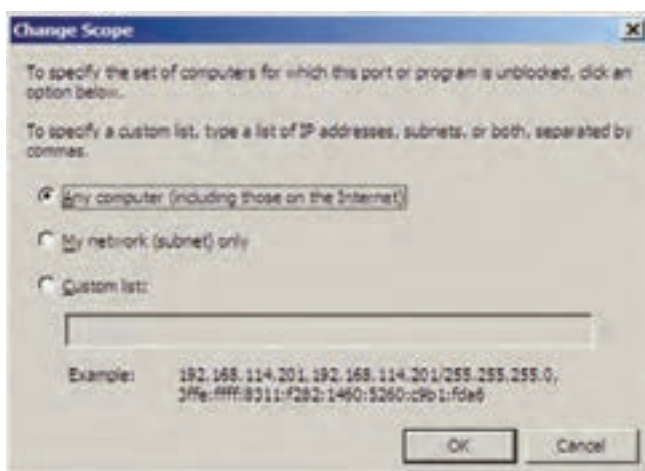 Change Scope
To specify the set of computers for which this port or program is unblocked, click an
option below.
To specify a custom list, type a list of IP addresses, subnets, or both, separated by
commas.
Any computer (including those on the Internet)
My network (subnet) only
Custom list:
Example: 192.168.114.201,192.168.114.201/255.255.255.0,
3ffe:ffff:8311:f282:1460:5260:c9b1:fda6
OK Cancel